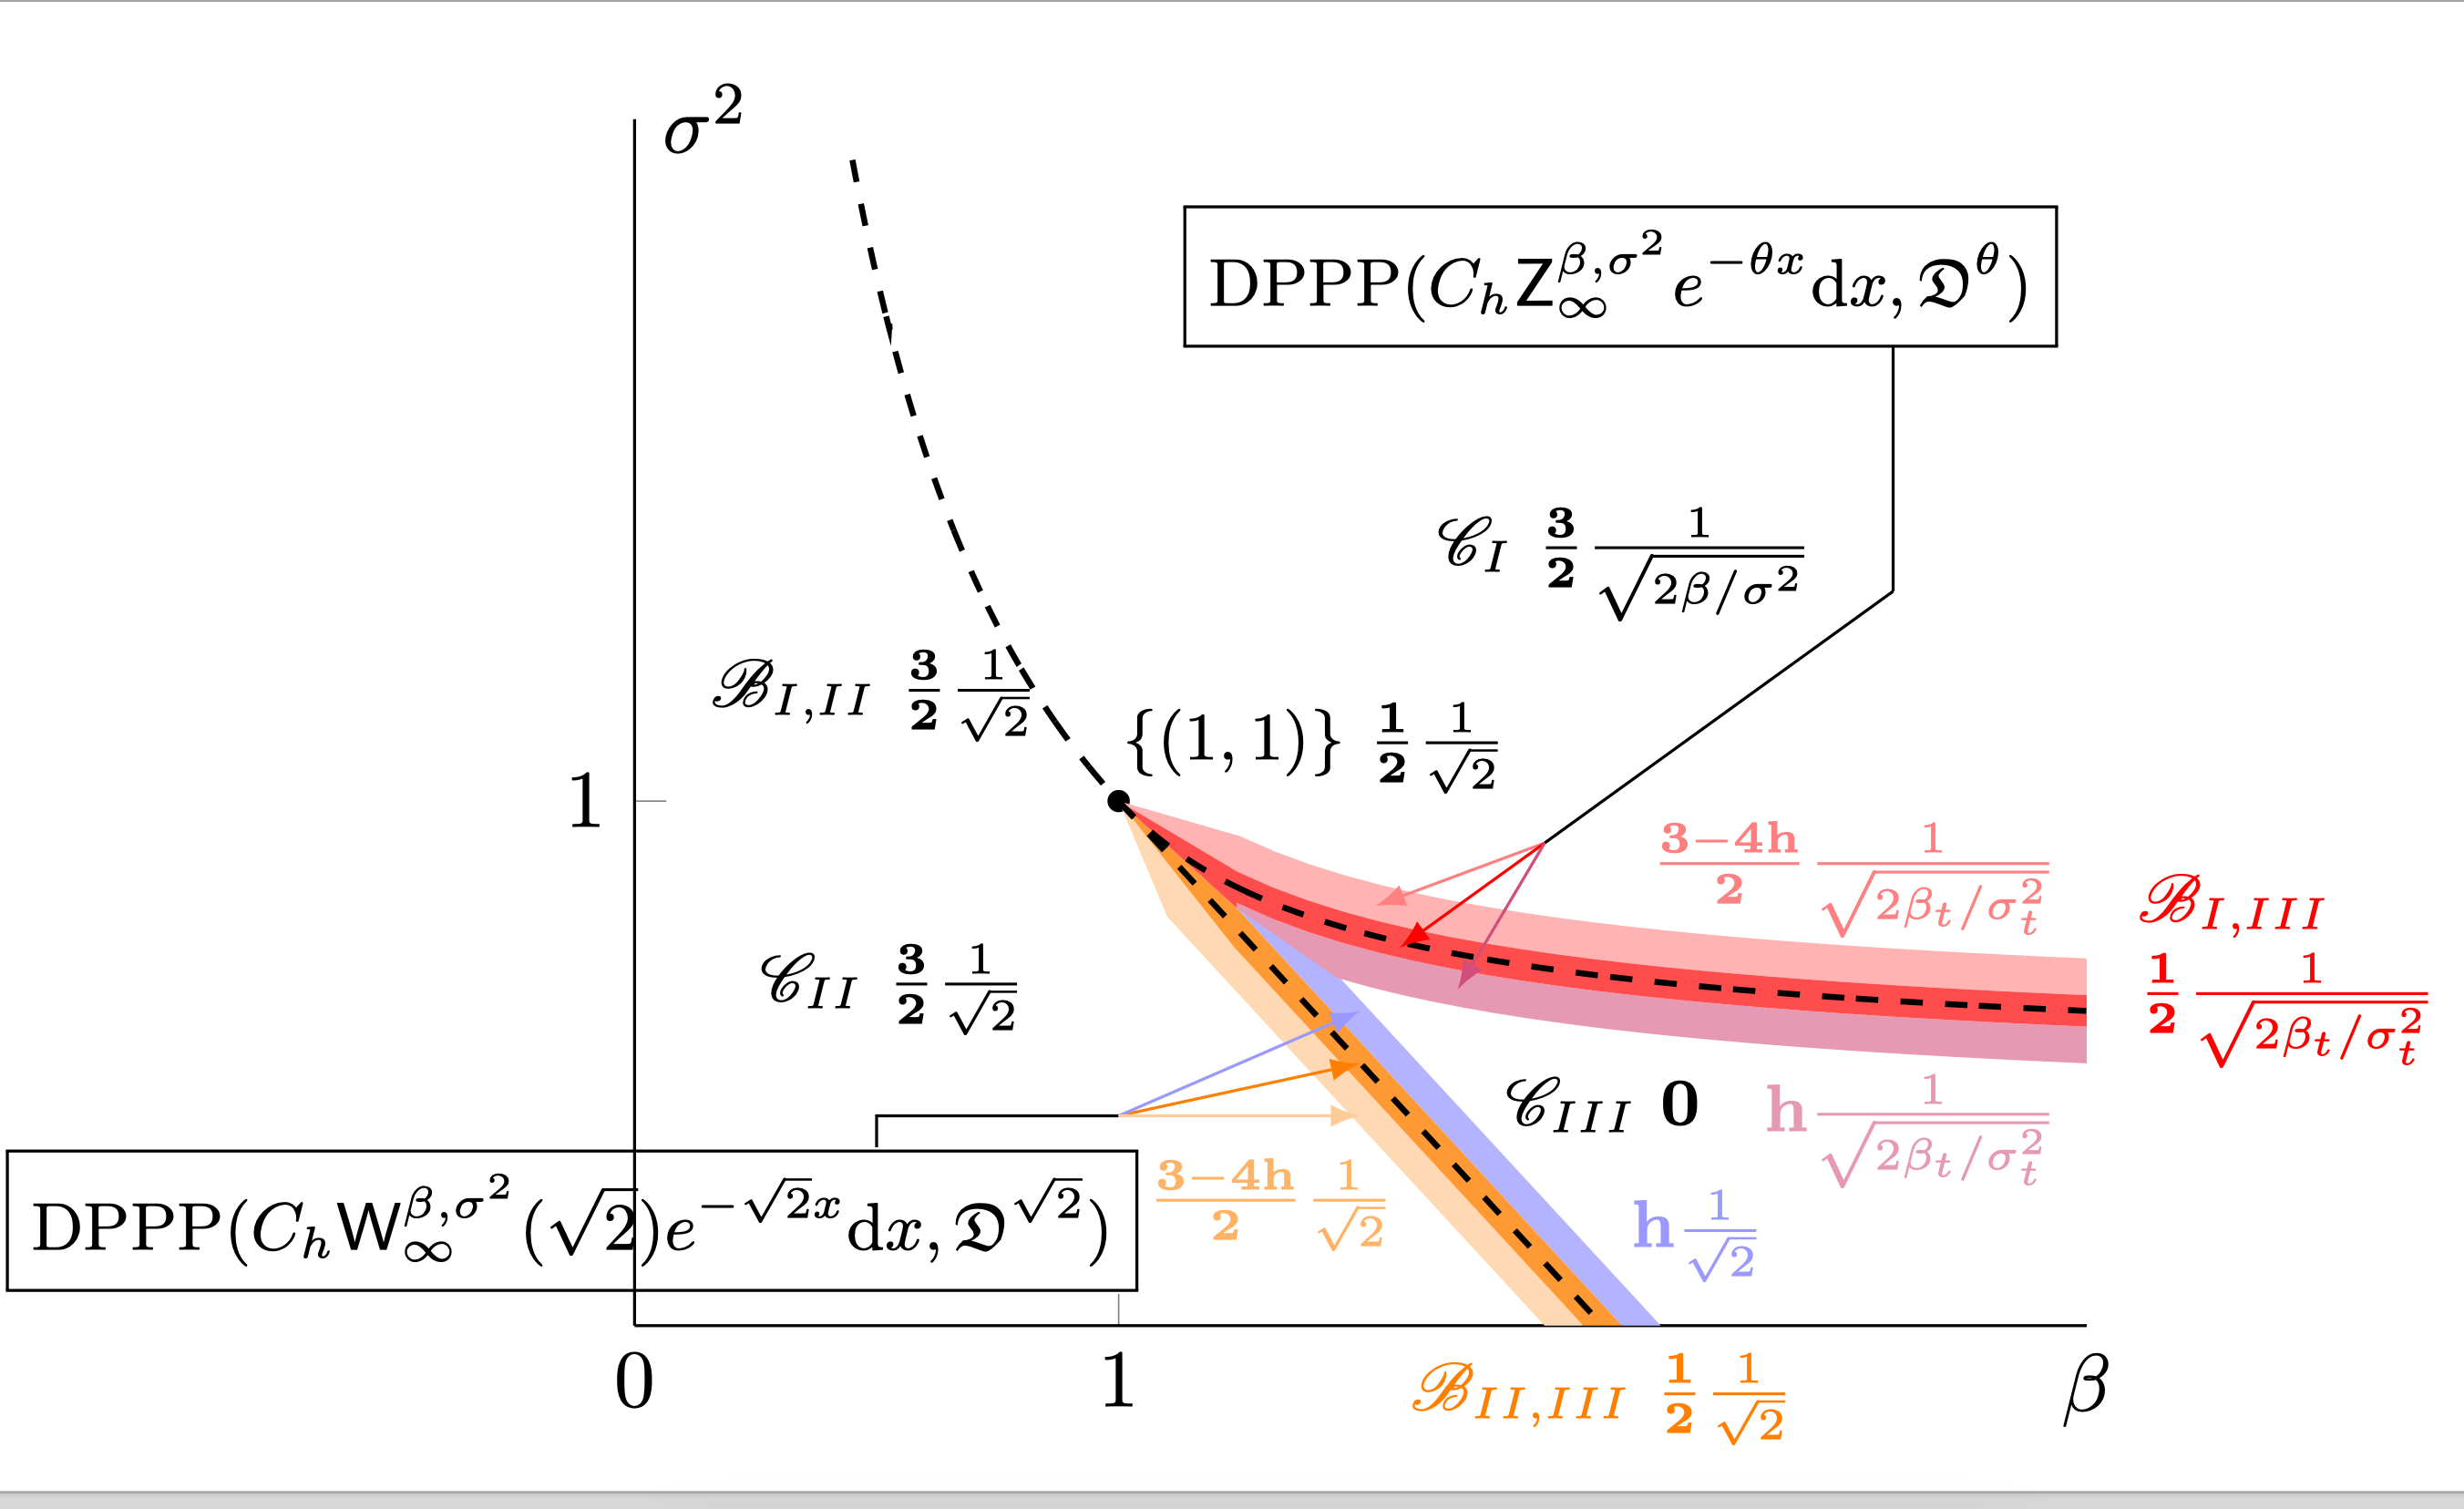 σ²
DPPP(C_h Z_∞^{β,σ²} e^{−θx} dx, 𝔇^θ)
𝒞_I 3/2 1/√(2β/σ²)
ℬ_{I,II} 3/2 1/√2
{(1, 1)} 1/2 1/√2
1
(3−4h)/2 1/√(2β_t/σ_t²)
ℬ_{I,III}
1/2 1/√(2β_t/σ_t²)
𝒞_{II} 3/2 1/√2
𝒞_{III} 0
h 1/√(2β_t/σ_t²)
DPPP(C_h W_∞^{β,σ²}(√2)e^{−√2x} dx, 𝔇^{√2})
(3−4h)/2 1/√2
h 1/√2
0
1
ℬ_{II,III} 1/2 1/√2
β